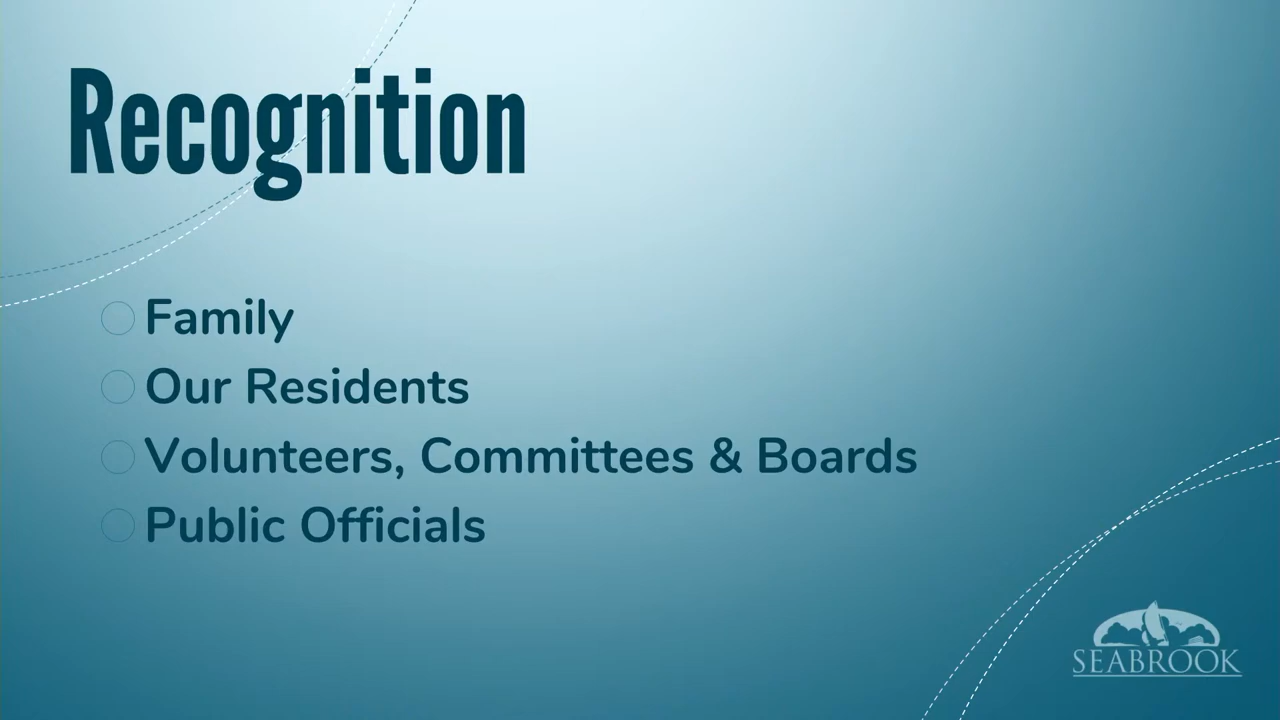 Recognition
Family
Our Residents
Volunteers, Committees & Boards
Public Officials
SEABROOK